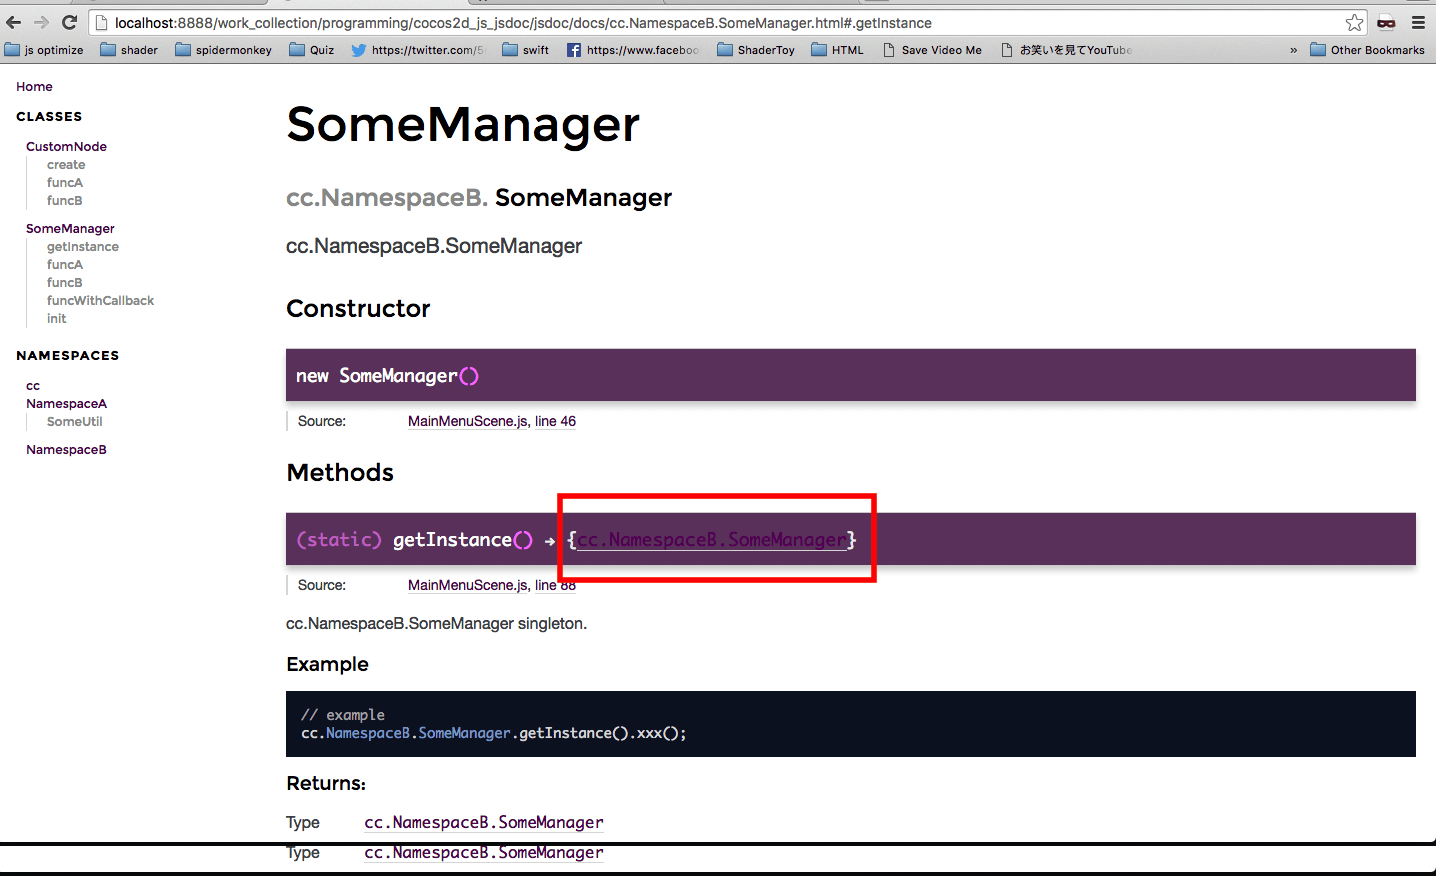 localhost:8888/work_collection/programming/cocos2d_js_jsdoc/jsdoc/docs/cc.NamespaceB.SomeManager.html#.getInstance
js optimize shader spidermonkey Quiz https://twitter.com/5 swift https://www.faceboo ShaderToy HTML Save Video Me お笑いを見てYouTube » Other Bookmarks
Home
CLASSES
CustomNode
create
funcA
funcB
SomeManager
getInstance
funcA
funcB
funcWithCallback
init
NAMESPACES
cc
NamespaceA
SomeUtil
NamespaceB
SomeManager
cc.NamespaceB. SomeManager
cc.NamespaceB.SomeManager
Constructor
new SomeManager()
Source: MainMenuScene.js, line 46
Methods
(static) getInstance() → {cc.NamespaceB.SomeManager}
Source: MainMenuScene.js, line 88
cc.NamespaceB.SomeManager singleton.
Example
// example
cc.NamespaceB.SomeManager.getInstance().xxx();
Returns:
Type cc.NamespaceB.SomeManager
Type cc.NamespaceB.SomeManager